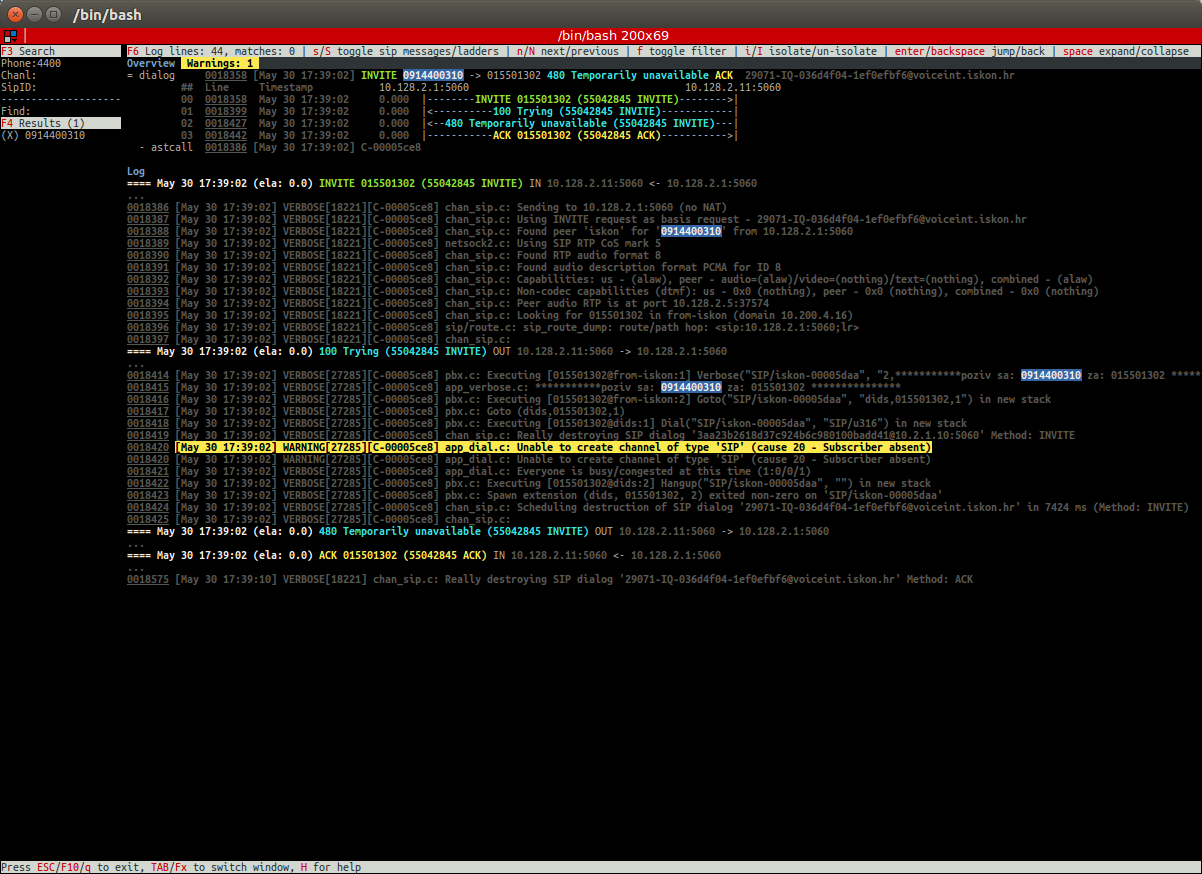 /bin/bash
/bin/bash 200x69
F3 Search
F6 Log lines: 44, matches: 0 | s/S toggle sip messages/ladders | n/N next/previous | f toggle filter | i/I isolate/un-isolate | enter/backspace jump/back | space expand/collapse
Phone:4400
Overview Warnings: 1
Chanl:
= dialog 0018358 [May 30 17:39:02] INVITE 0914400310 -> 015501302 480 Temporarily unavailable ACK 29071-IQ-036d4f04-1ef0efbf6@voiceint.iskon.hr
SipID:
## Line Timestamp 10.128.2.1:5060 10.128.2.11:5060
--------------------
00 0018358 May 30 17:39:02 0.000 |--------INVITE 015501302 (55042845 INVITE)-------->|
Find:
01 0018399 May 30 17:39:02 0.000 |<----------100 Trying (55042845 INVITE)------------|
F4 Results (1)
02 0018427 May 30 17:39:02 0.000 |<--480 Temporarily unavailable (55042845 INVITE)---|
(X) 0914400310
03 0018442 May 30 17:39:02 0.000 |-----------ACK 015501302 (55042845 ACK)----------->|
- astcall 0018386 [May 30 17:39:02] C-00005ce8
Log
==== May 30 17:39:02 (ela: 0.0) INVITE 015501302 (55042845 INVITE) IN 10.128.2.11:5060 <- 10.128.2.1:5060
...
0018386 [May 30 17:39:02] VERBOSE[18221][C-00005ce8] chan_sip.c: Sending to 10.128.2.1:5060 (no NAT)
0018387 [May 30 17:39:02] VERBOSE[18221][C-00005ce8] chan_sip.c: Using INVITE request as basis request - 29071-IQ-036d4f04-1ef0efbf6@voiceint.iskon.hr
0018388 [May 30 17:39:02] VERBOSE[18221][C-00005ce8] chan_sip.c: Found peer 'iskon' for '0914400310' from 10.128.2.1:5060
0018389 [May 30 17:39:02] VERBOSE[18221][C-00005ce8] netsock2.c: Using SIP RTP CoS mark 5
0018390 [May 30 17:39:02] VERBOSE[18221][C-00005ce8] chan_sip.c: Found RTP audio format 8
0018391 [May 30 17:39:02] VERBOSE[18221][C-00005ce8] chan_sip.c: Found audio description format PCMA for ID 8
0018392 [May 30 17:39:02] VERBOSE[18221][C-00005ce8] chan_sip.c: Capabilities: us - (alaw), peer - audio=(alaw)/video=(nothing)/text=(nothing), combined - (alaw)
0018393 [May 30 17:39:02] VERBOSE[18221][C-00005ce8] chan_sip.c: Non-codec capabilities (dtmf): us - 0x0 (nothing), peer - 0x0 (nothing), combined - 0x0 (nothing)
0018394 [May 30 17:39:02] VERBOSE[18221][C-00005ce8] chan_sip.c: Peer audio RTP is at port 10.128.2.5:37574
0018395 [May 30 17:39:02] VERBOSE[18221][C-00005ce8] chan_sip.c: Looking for 015501302 in from-iskon (domain 10.200.4.16)
0018396 [May 30 17:39:02] VERBOSE[18221][C-00005ce8] sip/route.c: sip_route_dump: route/path hop: <sip:10.128.2.1:5060;lr>
0018397 [May 30 17:39:02] VERBOSE[18221][C-00005ce8] chan_sip.c:
==== May 30 17:39:02 (ela: 0.0) 100 Trying (55042845 INVITE) OUT 10.128.2.11:5060 -> 10.128.2.1:5060
...
0018414 [May 30 17:39:02] VERBOSE[27285][C-00005ce8] pbx.c: Executing [015501302@from-iskon:1] Verbose("SIP/iskon-00005daa", "2,***********poziv sa: 0914400310 za: 015501302 *****
0018415 [May 30 17:39:02] VERBOSE[27285][C-00005ce8] app_verbose.c: ***********poziv sa: 0914400310 za: 015501302 ***************
0018416 [May 30 17:39:02] VERBOSE[27285][C-00005ce8] pbx.c: Executing [015501302@from-iskon:2] Goto("SIP/iskon-00005daa", "dids,015501302,1") in new stack
0018417 [May 30 17:39:02] VERBOSE[27285][C-00005ce8] pbx.c: Goto (dids,015501302,1)
0018418 [May 30 17:39:02] VERBOSE[27285][C-00005ce8] pbx.c: Executing [015501302@dids:1] Dial("SIP/iskon-00005daa", "SIP/u316") in new stack
0018419 [May 30 17:39:02] VERBOSE[27285][C-00005ce8] chan_sip.c: Really destroying SIP dialog '3aa23b2618d37c924b6c980100badd41@10.2.1.10:5060' Method: INVITE
0018420 [May 30 17:39:02] WARNING[27285][C-00005ce8] app_dial.c: Unable to create channel of type 'SIP' (cause 20 - Subscriber absent)
0018420 [May 30 17:39:02] WARNING[27285][C-00005ce8] app_dial.c: Unable to create channel of type 'SIP' (cause 20 - Subscriber absent)
0018421 [May 30 17:39:02] VERBOSE[27285][C-00005ce8] app_dial.c: Everyone is busy/congested at this time (1:0/0/1)
0018422 [May 30 17:39:02] VERBOSE[27285][C-00005ce8] pbx.c: Executing [015501302@dids:2] Hangup("SIP/iskon-00005daa", "") in new stack
0018423 [May 30 17:39:02] VERBOSE[27285][C-00005ce8] pbx.c: Spawn extension (dids, 015501302, 2) exited non-zero on 'SIP/iskon-00005daa'
0018424 [May 30 17:39:02] VERBOSE[27285][C-00005ce8] chan_sip.c: Scheduling destruction of SIP dialog '29071-IQ-036d4f04-1ef0efbf6@voiceint.iskon.hr' in 7424 ms (Method: INVITE)
0018425 [May 30 17:39:02] VERBOSE[27285][C-00005ce8] chan_sip.c:
==== May 30 17:39:02 (ela: 0.0) 480 Temporarily unavailable (55042845 INVITE) OUT 10.128.2.11:5060 -> 10.128.2.1:5060
...
==== May 30 17:39:02 (ela: 0.0) ACK 015501302 (55042845 ACK) IN 10.128.2.11:5060 <- 10.128.2.1:5060
...
0018575 [May 30 17:39:10] VERBOSE[18221] chan_sip.c: Really destroying SIP dialog '29071-IQ-036d4f04-1ef0efbf6@voiceint.iskon.hr' Method: ACK
Press ESC/F10/q to exit, TAB/Fx to switch window, H for help